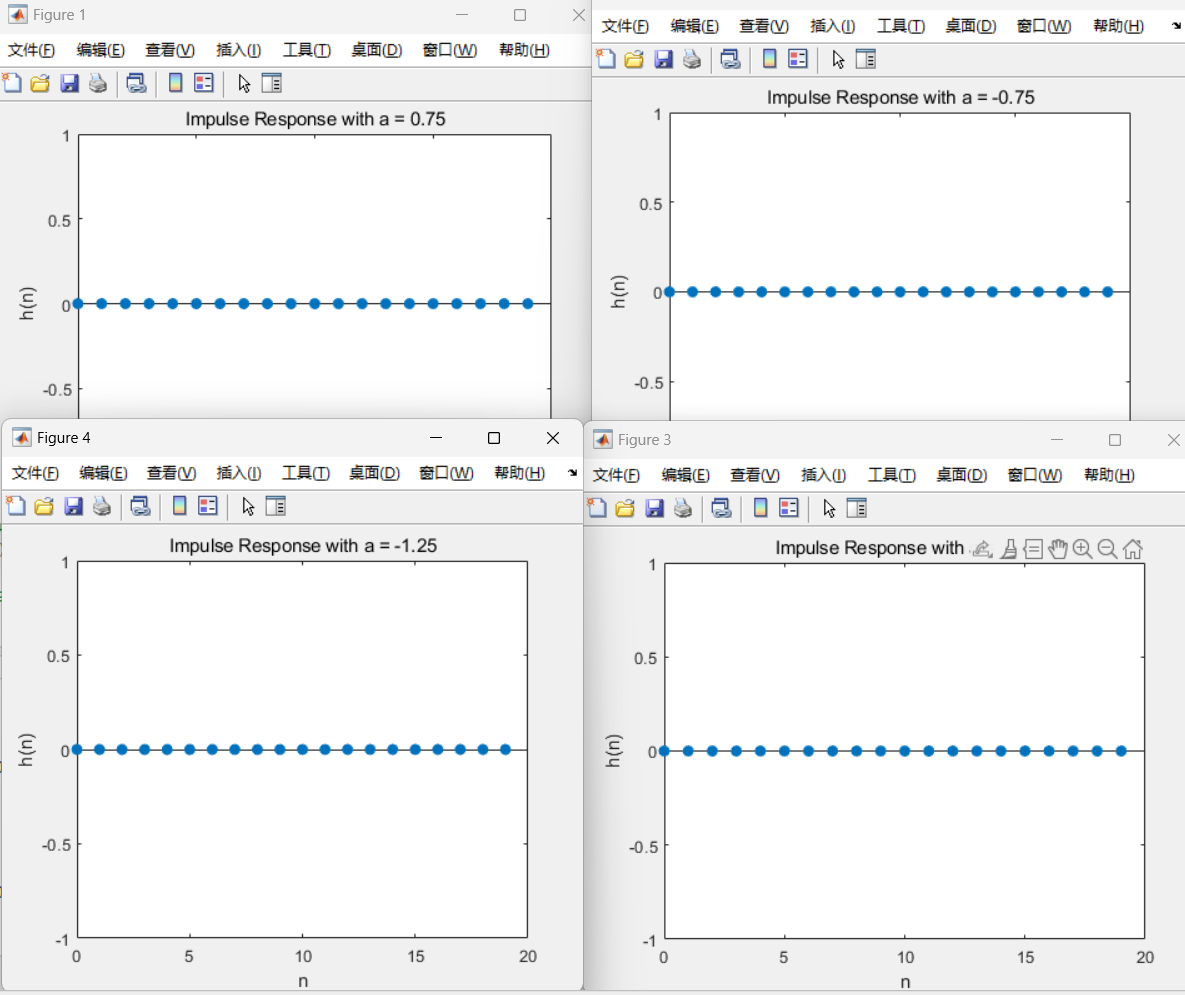 Figure 1
文件(F) 编辑(E) 查看(V) 插入(I) 工具(T) 桌面(D) 窗口(W) 帮助(H)
Impulse Response with a = 0.75
1
0.5
0
-0.5
h(n)
文件(F) 编辑(E) 查看(V) 插入(I) 工具(T) 桌面(D) 窗口(W) 帮助(H)
Impulse Response with a = -0.75
1
0.5
0
-0.5
h(n)
Figure 4
文件(F) 编辑(E) 查看(V) 插入(I) 工具(T) 桌面(D) 窗口(W) 帮助(H)
Impulse Response with a = -1.25
1
0.5
0
-0.5
-1
h(n)
0 5 10 15 20
n
Figure 3
文件(F) 编辑(E) 查看(V) 插入(I) 工具(T) 桌面(D) 窗口(W) 帮助(H)
Impulse Response with
1
0.5
0
-0.5
-1
h(n)
0 5 10 15 20
n